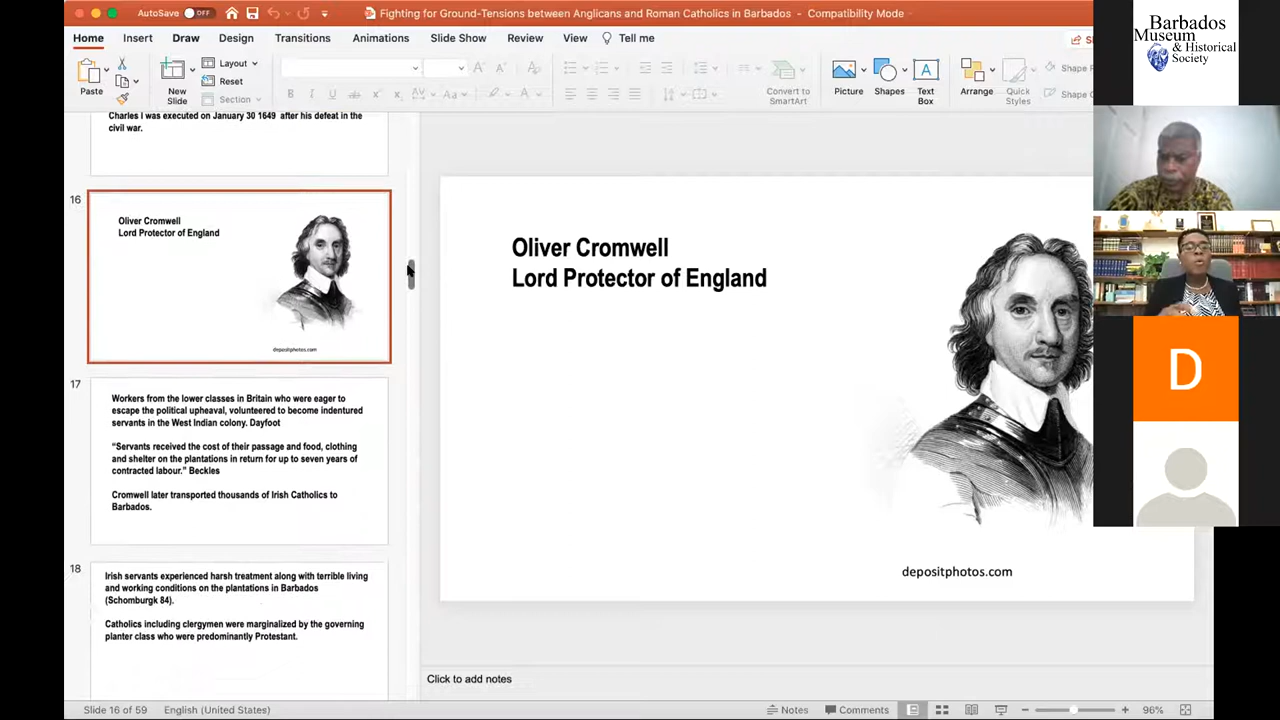 AutoSave OFF
Fighting for Ground-Tensions between Anglicans and Roman Catholics in Barbados - Compatibility Mode
Home Insert Draw Design Transitions Animations Slide Show Review View Tell me
Paste
New
Slide
Layout
Reset
Section
B I U
Aa
Convert to
SmartArt
Picture
Shapes
Text
Box
Arrange
Quick
Styles
Shape
Shape
Charles I was executed on January 30 1649 after his defeat in the
civil war.
16
Oliver Cromwell
Lord Protector of England
depositphotos.com
17
Workers from the lower classes in Britain who were eager to
escape the political upheaval, volunteered to become indentured
servants in the West Indian colony. Dayfoot
“Servants received the cost of their passage and food, clothing
and shelter on the plantations in return for up to seven years of
contracted labour.” Beckles
Cromwell later transported thousands of Irish Catholics to
Barbados.
18
Irish servants experienced harsh treatment along with terrible living
and working conditions on the plantations in Barbados
(Schomburgk 84).
Catholics including clergymen were marginalized by the governing
planter class who were predominantly Protestant.
Oliver Cromwell
Lord Protector of England
depositphotos.com
Click to add notes
Slide 16 of 59 English (United States)
Notes Comments 96%
Barbados
Museum
& Historical
Society
D